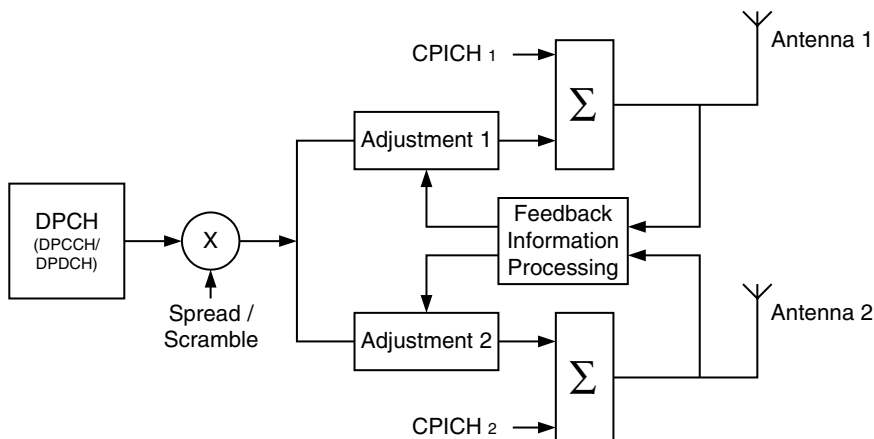 CPICH 1
Antenna 1
Σ
Adjustment 1
DPCH
(DPCCH/
DPDCH)
X
Spread /
Scramble
Feedback
Information
Processing
Adjustment 2
Σ
Antenna 2
CPICH 2